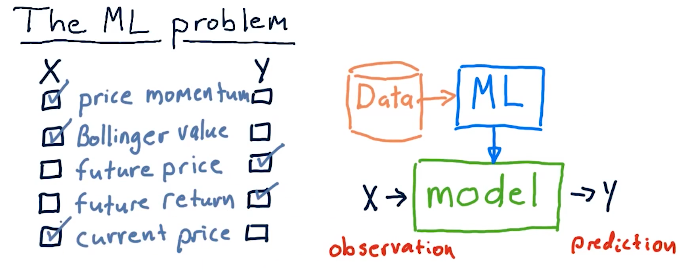 The ML problem
X Y
price momentum
Bollinger value
future price
future return
current price
Data ML
X model Y
observation prediction